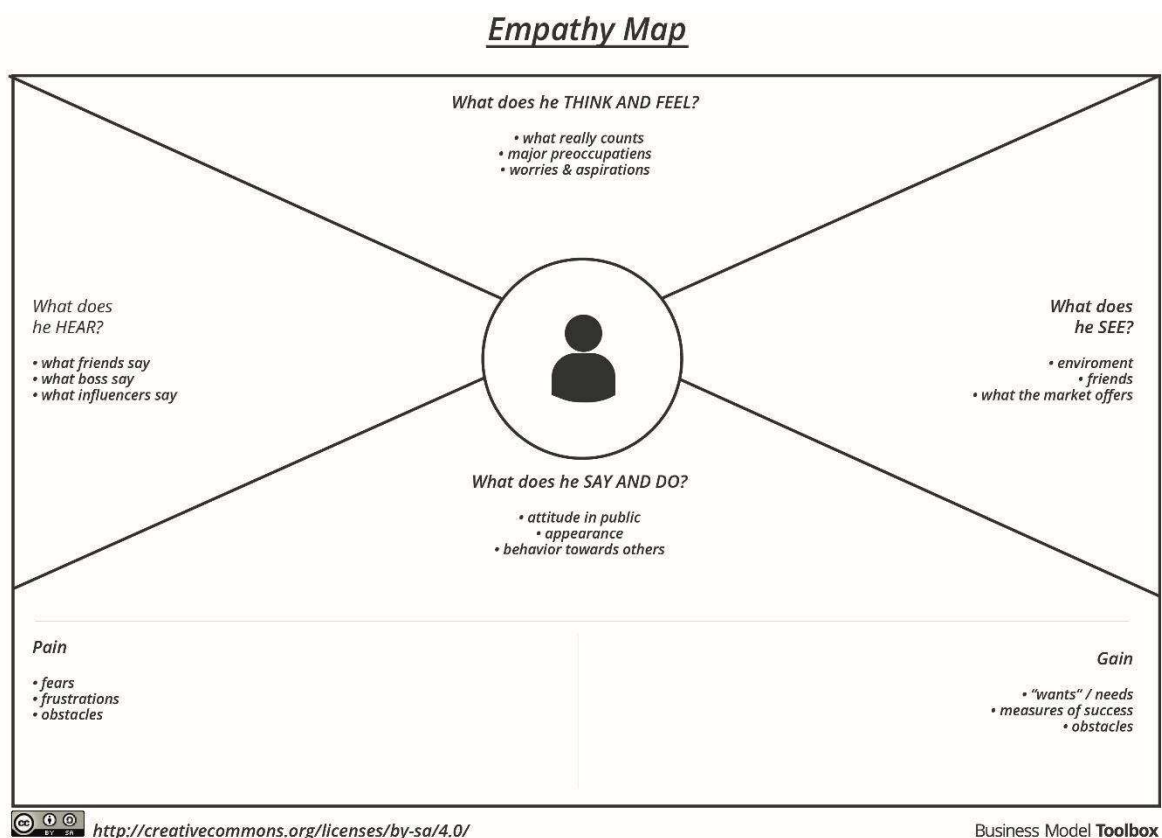 Empathy Map
What does he THINK AND FEEL?
• what really counts
• major preoccupatiens
• worries & aspirations
What does
he HEAR?
• what friends say
• what boss say
• what influencers say
What does
he SEE?
• enviroment
• friends
• what the market offers
What does he SAY AND DO?
• attitude in public
• appearance
• behavior towards others
Pain
• fears
• frustrations
• obstacles
Gain
• “wants” / needs
• measures of success
• obstacles
cc BY SA
http://creativecommons.org/licenses/by-sa/4.0/
Business Model Toolbox